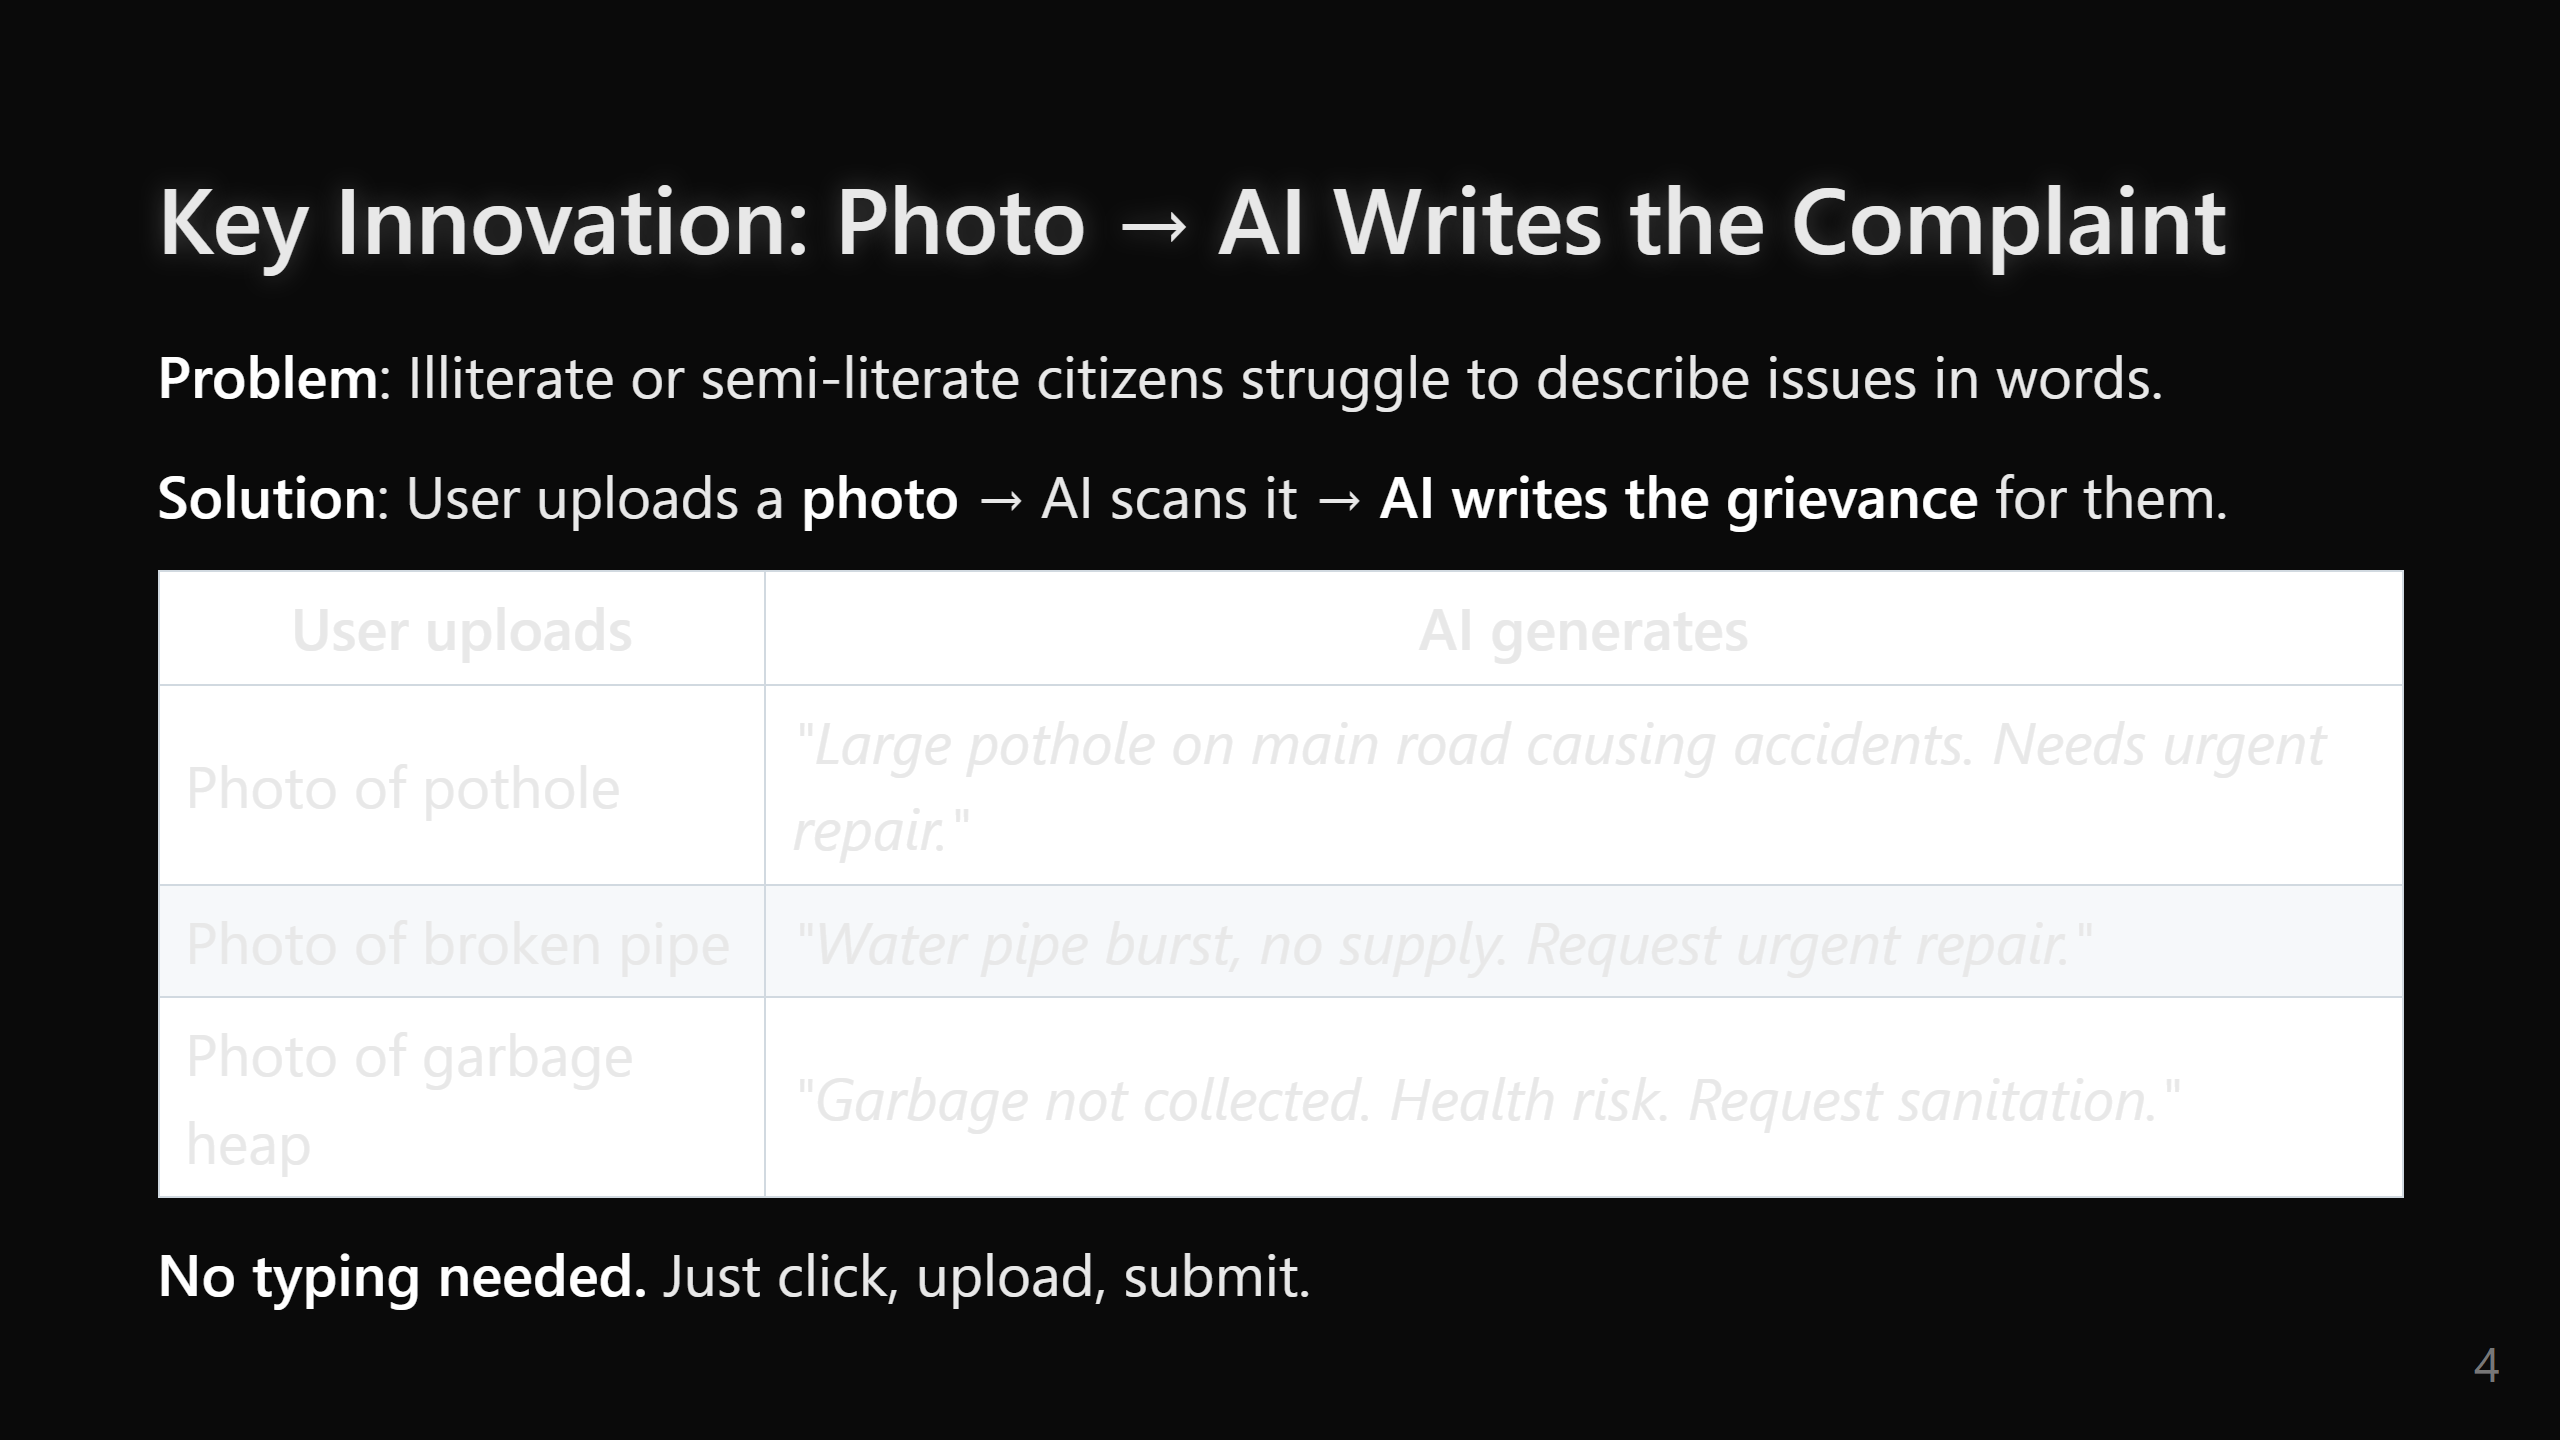 Key Innovation: Photo → AI Writes the Complaint
Problem: Illiterate or semi-literate citizens struggle to describe issues in words.
Solution: User uploads a photo → AI scans it → AI writes the grievance for them.
User uploads
AI generates
Photo of pothole
"Large pothole on main road causing accidents. Needs urgent
repair."
Photo of broken pipe
"Water pipe burst, no supply. Request urgent repair."
Photo of garbage
heap
"Garbage not collected. Health risk. Request sanitation."
No typing needed. Just click, upload, submit.
4